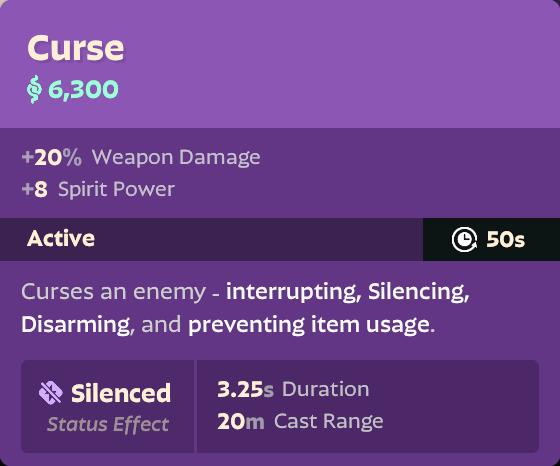 Curse
6,300
+20% Weapon Damage
+8 Spirit Power
Active 50s
Curses an enemy - interrupting, Silencing,
Disarming, and preventing item usage.
Silenced
Status Effect
3.25s Duration
20m Cast Range